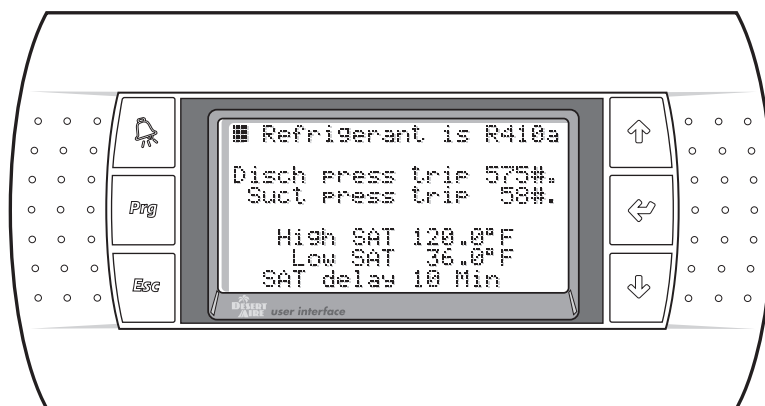 Refrigerant is R410a
Disch press trip 575#.
Suct press trip 58#.
High SAT 120.0°F
Low SAT 36.0°F
SAT delay 10 Min
Prg
Esc
DESERT AIRE user interface